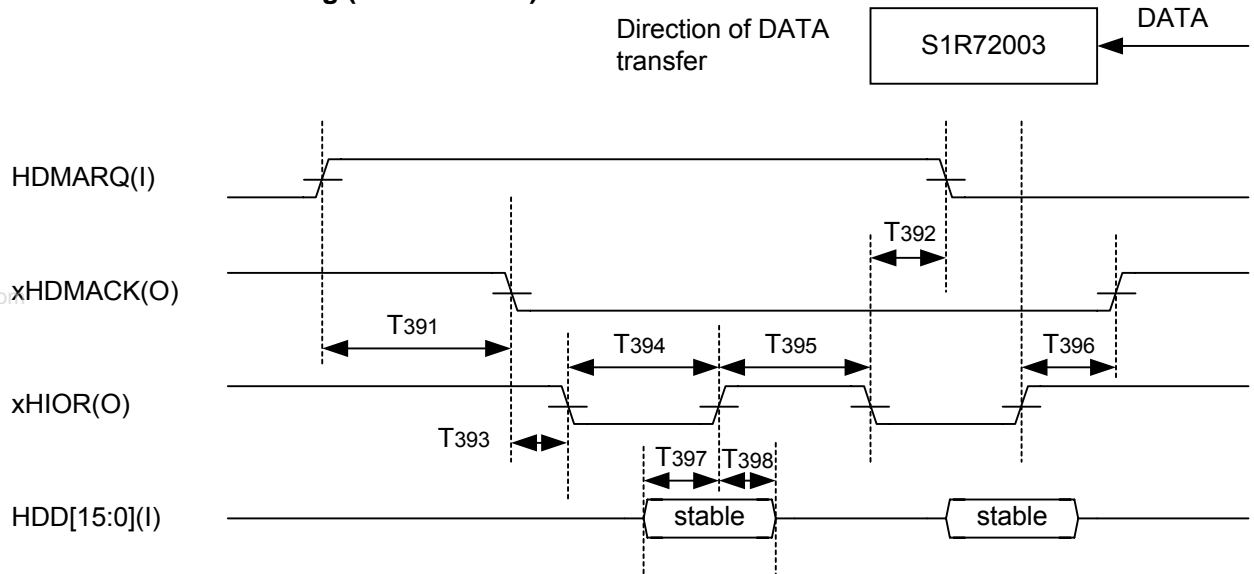 DATA
Direction of DATA
transfer
S1R72003
HDMARQ(I)
T392
xHDMACK(O)
T391
T394
T395
T396
xHIOR(O)
T393
T397
T398
HDD[15:0](I)
stable
stable